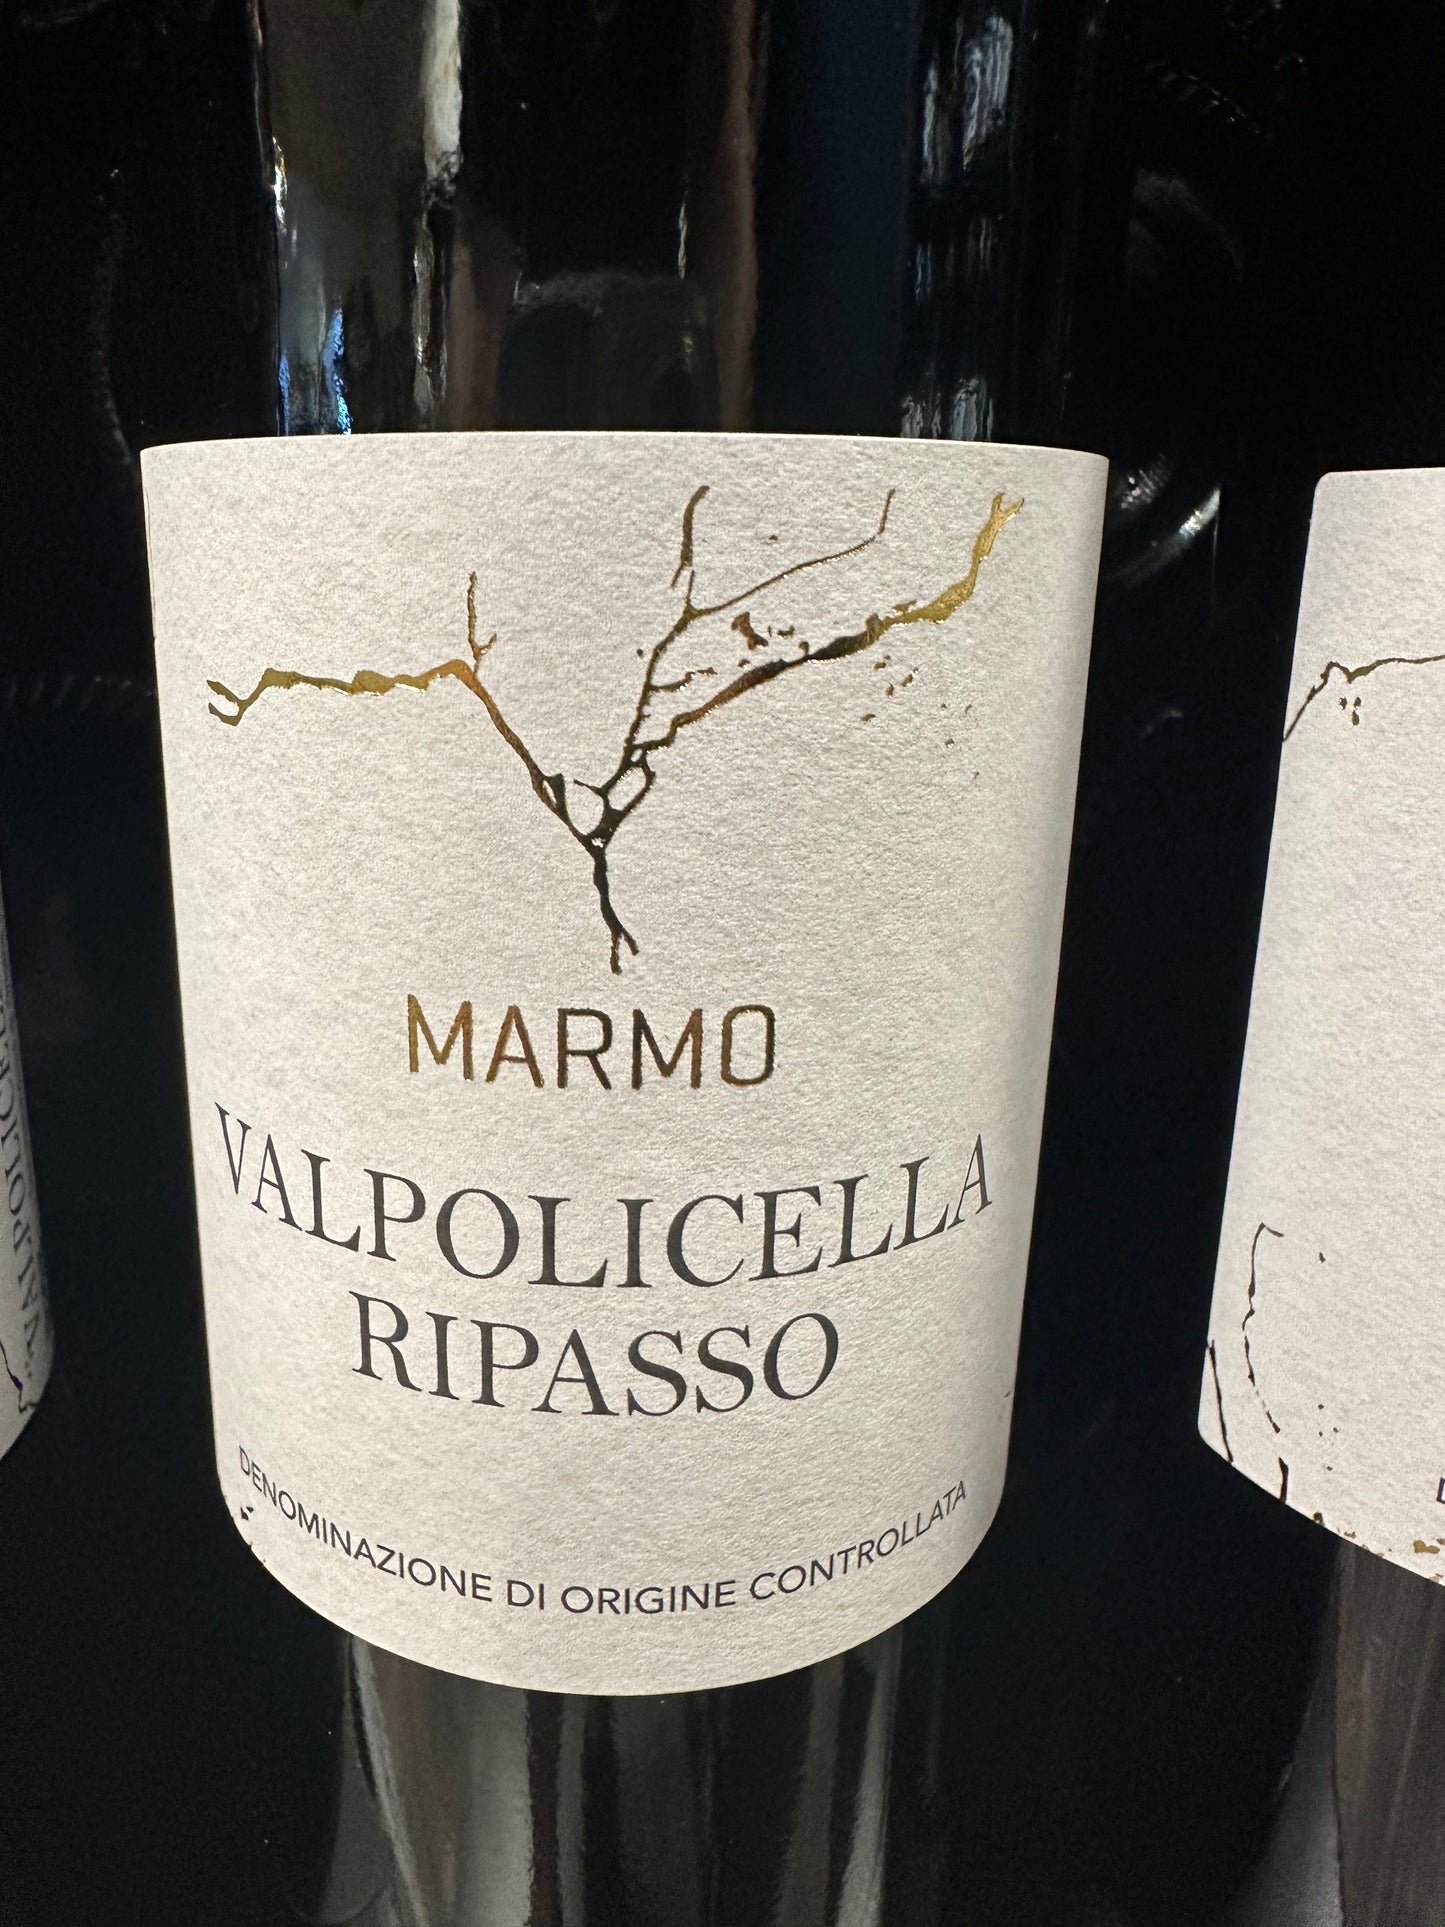 MARMO
VALPOLICELLA
RIPASSO
DENOMINAZIONE DI ORIGINE CONTROLLATA